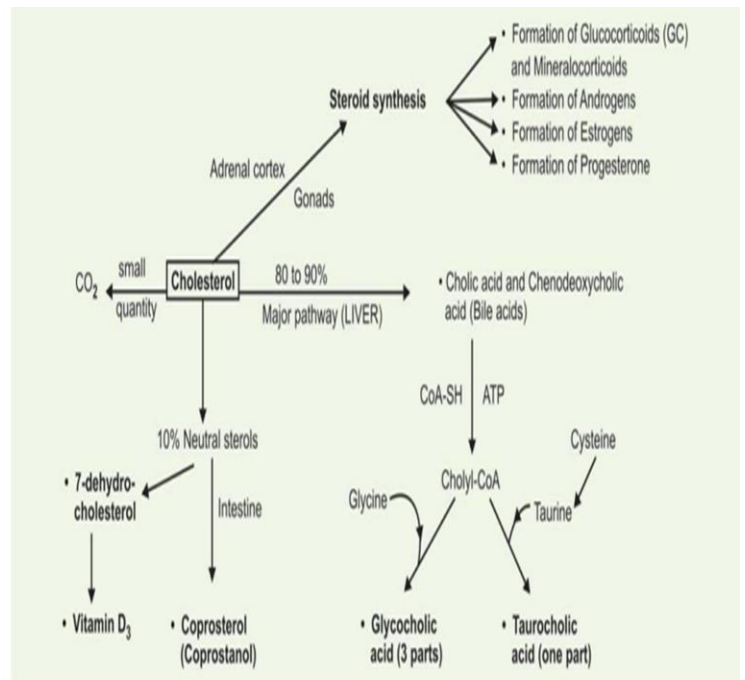 • Formation of Glucocorticoids (GC)
and Mineralocorticoids
Steroid synthesis
• Formation of Androgens
• Formation of Estrogens
• Formation of Progesterone
Adrenal cortex
Gonads
CO₂
small
quantity
Cholesterol
80 to 90%
Major pathway (LIVER)
• Cholic acid and Chenodeoxycholic
acid (Bile acids)
CoA-SH
ATP
10% Neutral sterols
Cysteine
• 7-dehydro-
cholesterol
Intestine
Cholyl-CoA
Glycine
Taurine
• Vitamin D₃
• Coprosterol
(Coprostanol)
• Glycocholic
acid (3 parts)
• Taurocholic
acid (one part)